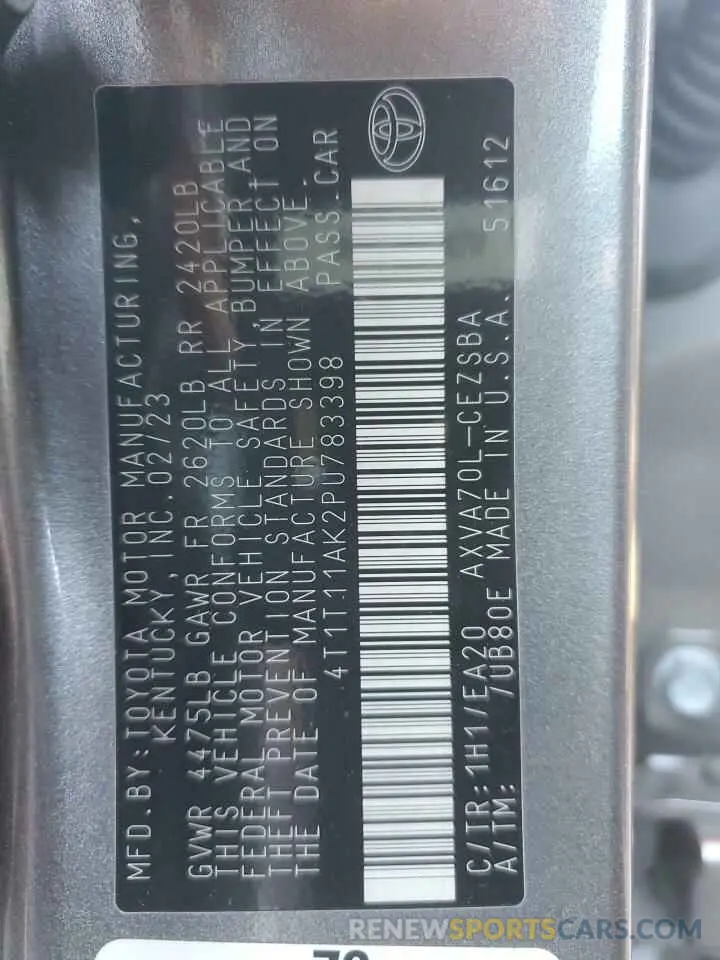 MFD.BY:TOYOTA MOTOR MANUFACTURING,
KENTUCKY, INC.02/23
GVWR 4475LB GAWR FR 2620LB RR 2420LB
THIS VEHICLE CONFORMS TO ALL APPLICABLE
FEDERAL MOTOR VEHICLE SAFETY, BUMPER,AND
THEFT PREVENTION STANDARDS IN EFFECT ON
THE DATE OF MANUFACTURE SHOWN ABOVE.
4T1T11AK2PU783398 PASS.CAR
C/TR:1H1/EA20 AXVA70L-CEZSBA 51612
A/TM: /UB80E MADE IN U.S.A.
RENEWSPORTSCARS.COM